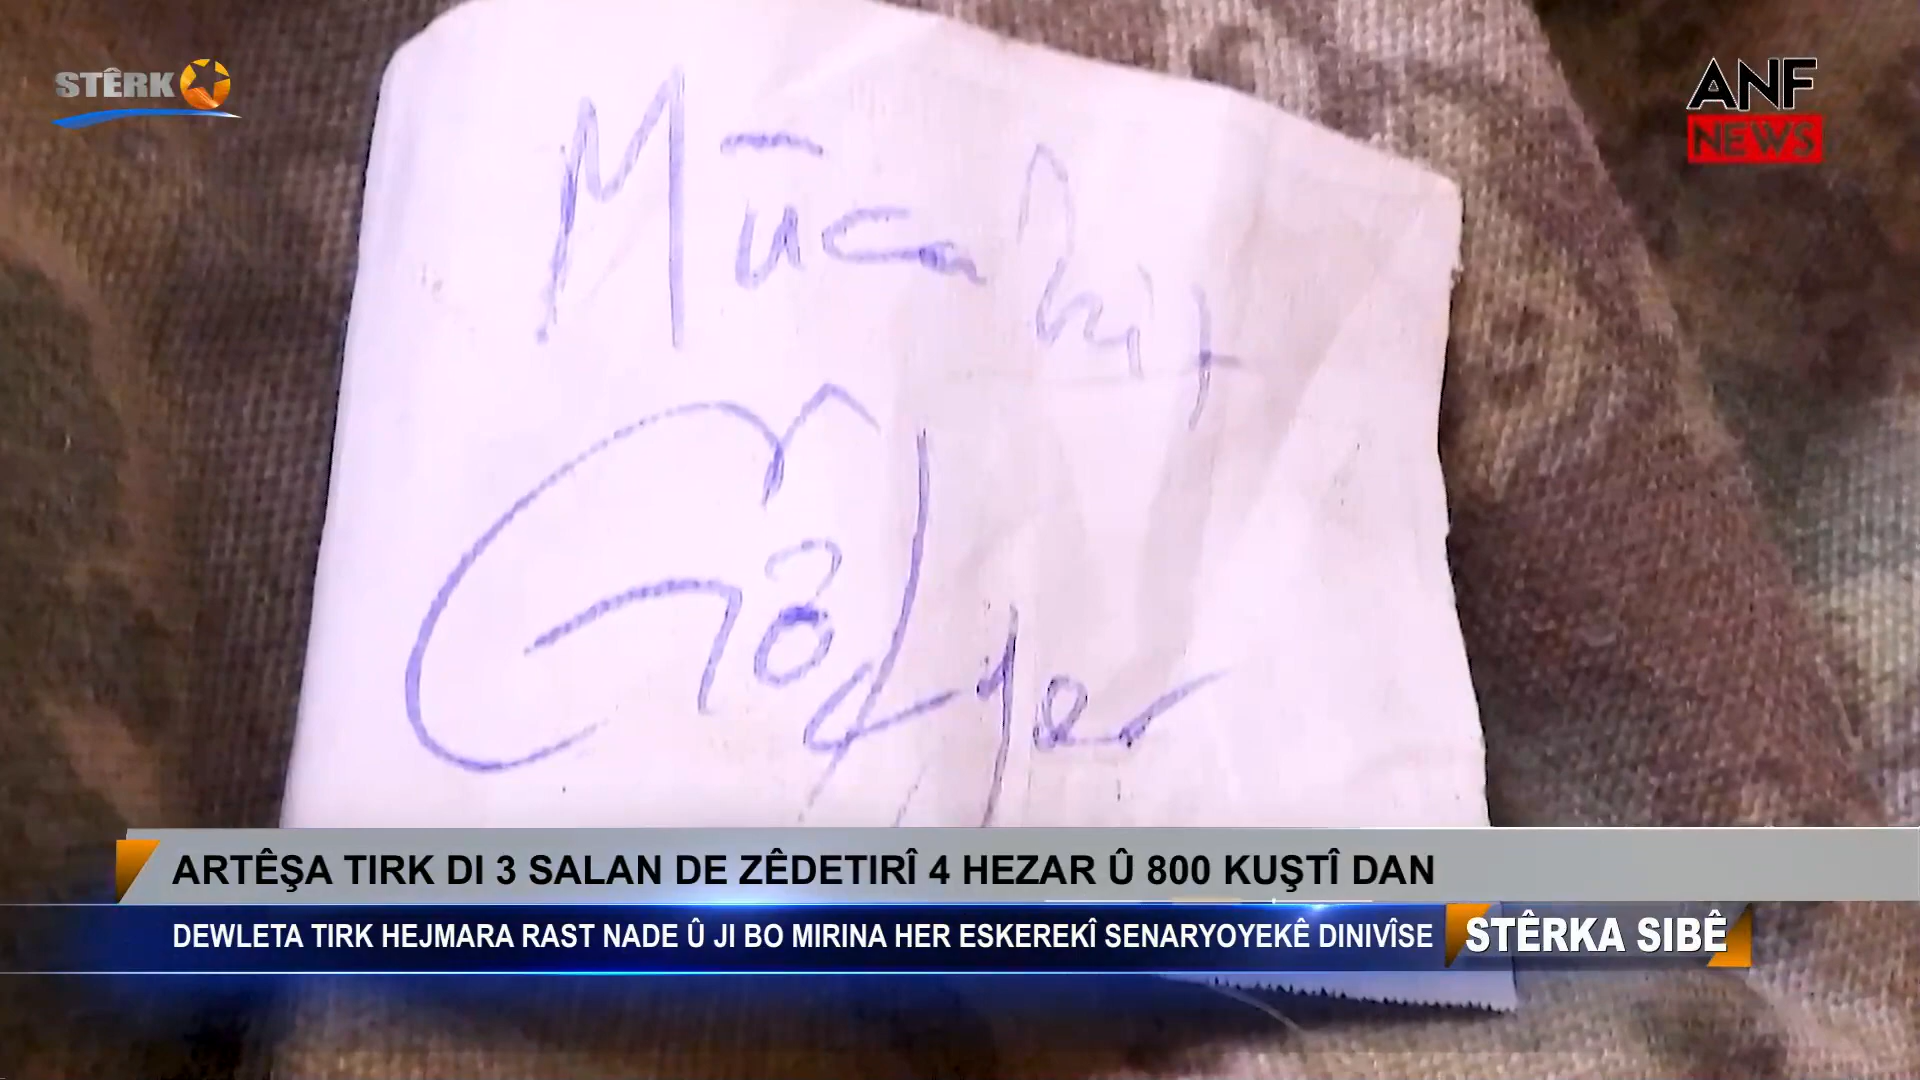 STÊRK
ANF
NEWS
Mücahit
ARTÊŞA TIRK DI 3 SALAN DE ZÊDETIRÎ 4 HEZAR Û 800 KUŞTÎ DAN
DEWLETA TIRK HEJMARA RAST NADE Û JI BO MIRINA HER ESKEREKÎ SENARYOYEKÊ DINIVÎSE
STÊRKA SIBÊ